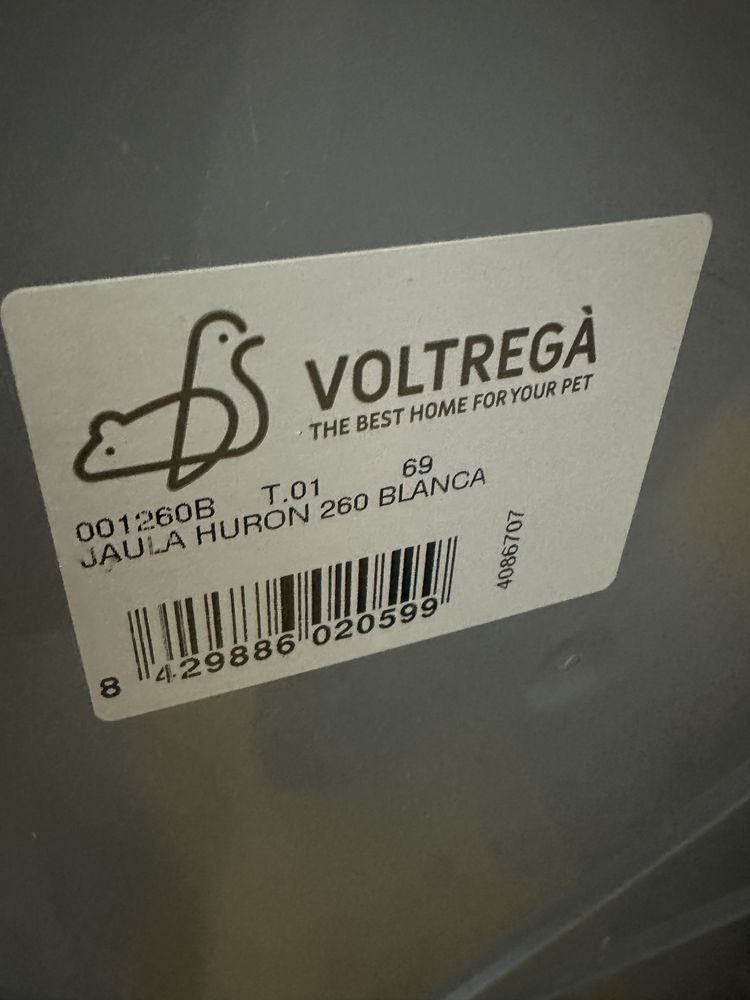 VOLTREGÀ
THE BEST HOME FOR YOUR PET
001260B T.01 69
JAULA HURON 260 BLANCA
4086707
8 429886 020599